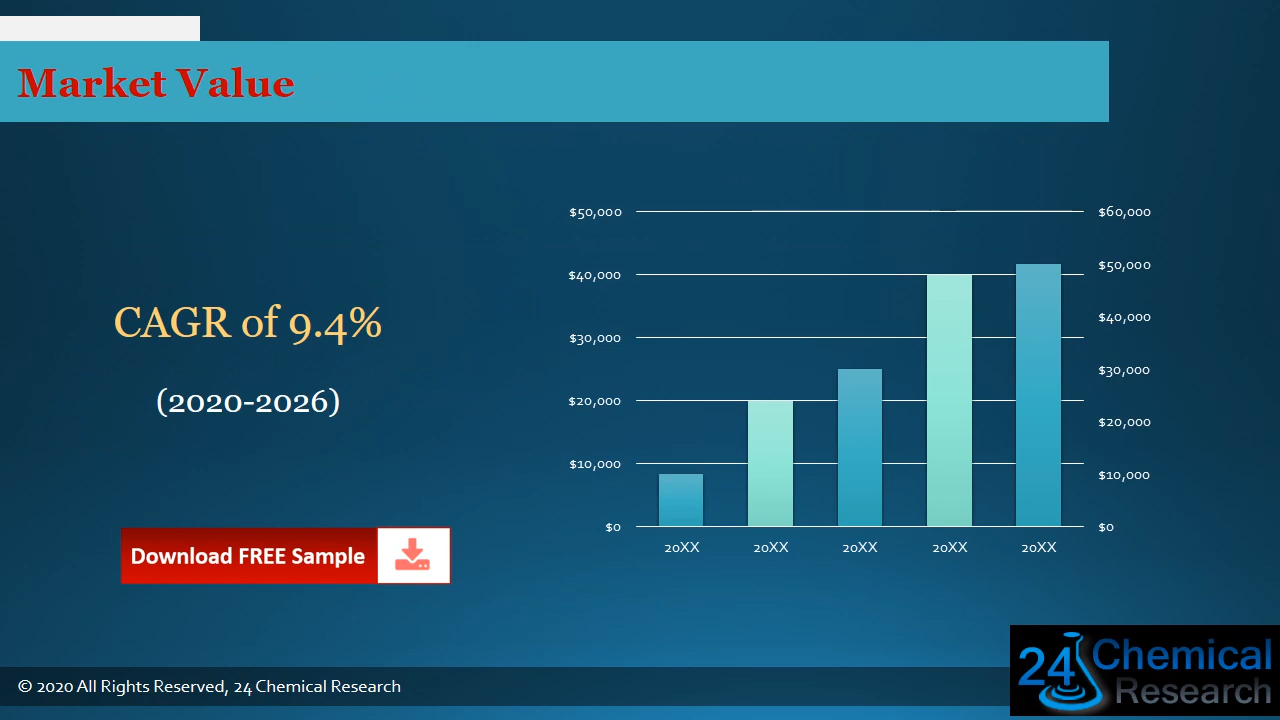 Market Value
CAGR of 9.4%
(2020-2026)
Download FREE Sample
$50,000
$40,000
$30,000
$20,000
$10,000
$0
$60,000
$50,000
$40,000
$30,000
$20,000
$10,000
$0
20XX 20XX 20XX 20XX 20XX
© 2020 All Rights Reserved, 24 Chemical Research
24 Chemical
Research